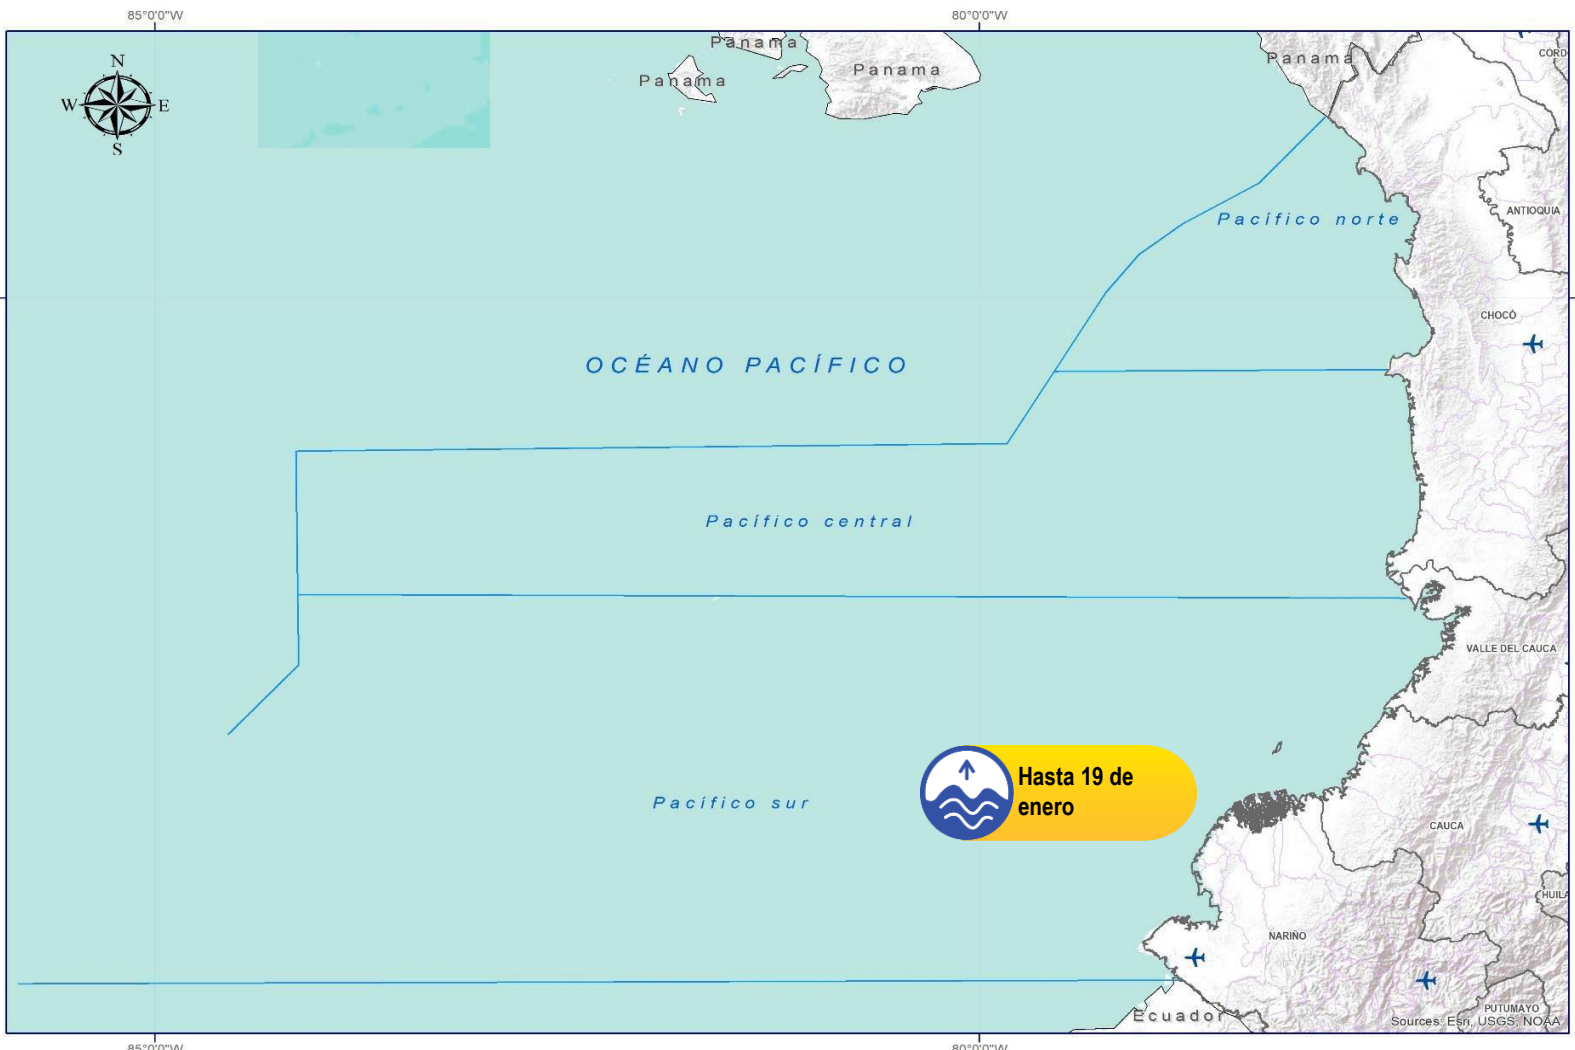 85°0'0"W
80°0'0"W
Panama
Panama
Panama
Panama
N
W
E
S
CORD
ANTIOQUIA
Pacífico norte
CHOCÓ
OCÉANO PACÍFICO
Pacífico central
VALLE DEL CAUCA
Hasta 19 de
enero
Pacífico sur
CAUCA
HUILA
NARIÑO
PUTUMAYO
Ecuador
Sources: Esri, USGS, NOAA
85°0'0"W
80°0'0"W